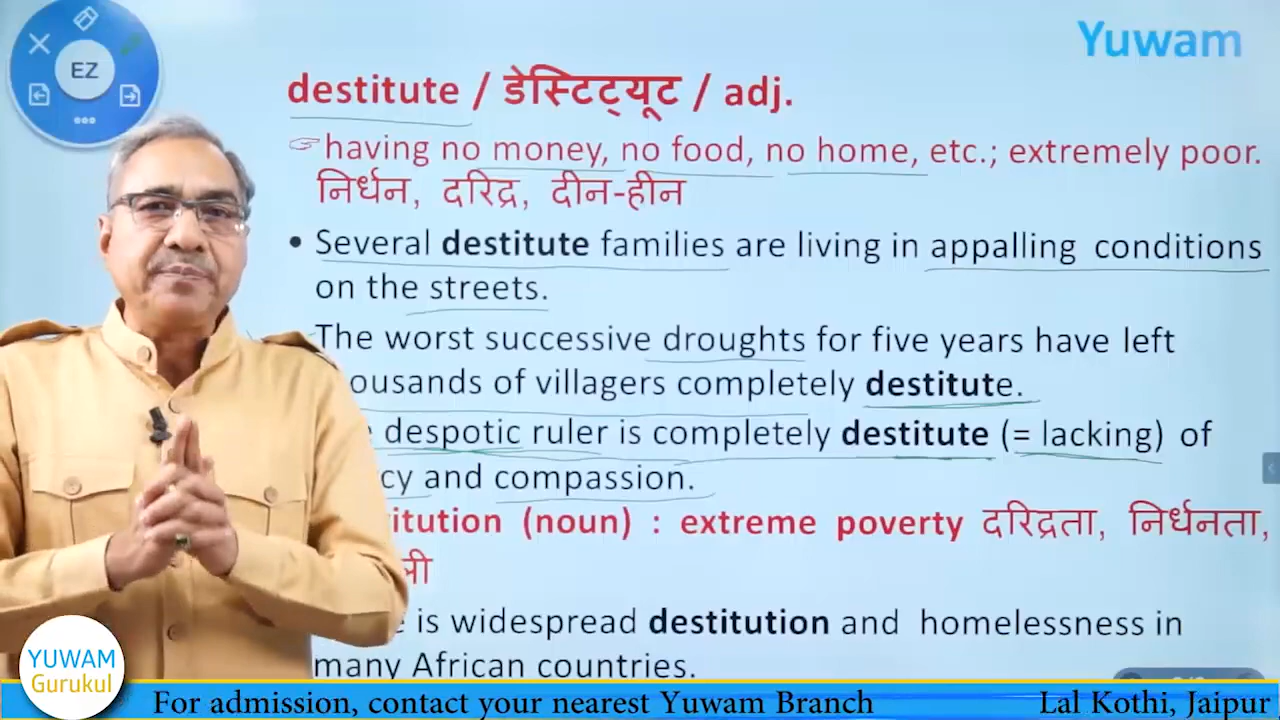 EZ
Yuwam
destitute / डेस्टिट्यूट / adj.
☞having no money, no food, no home, etc.; extremely poor.
निर्धन, दरिद्र, दीन-हीन
• Several destitute families are living in appalling conditions
on the streets.
The worst successive droughts for five years have left
ousands of villagers completely destitute.
despotic ruler is completely destitute (= lacking) of
cy and compassion.
itution (noun) : extreme poverty दरिद्रता, निर्धनता,
is widespread destitution and homelessness in
many African countries.
YUWAM
Gurukul
For admission, contact your nearest Yuwam Branch
Lal Kothi, Jaipur